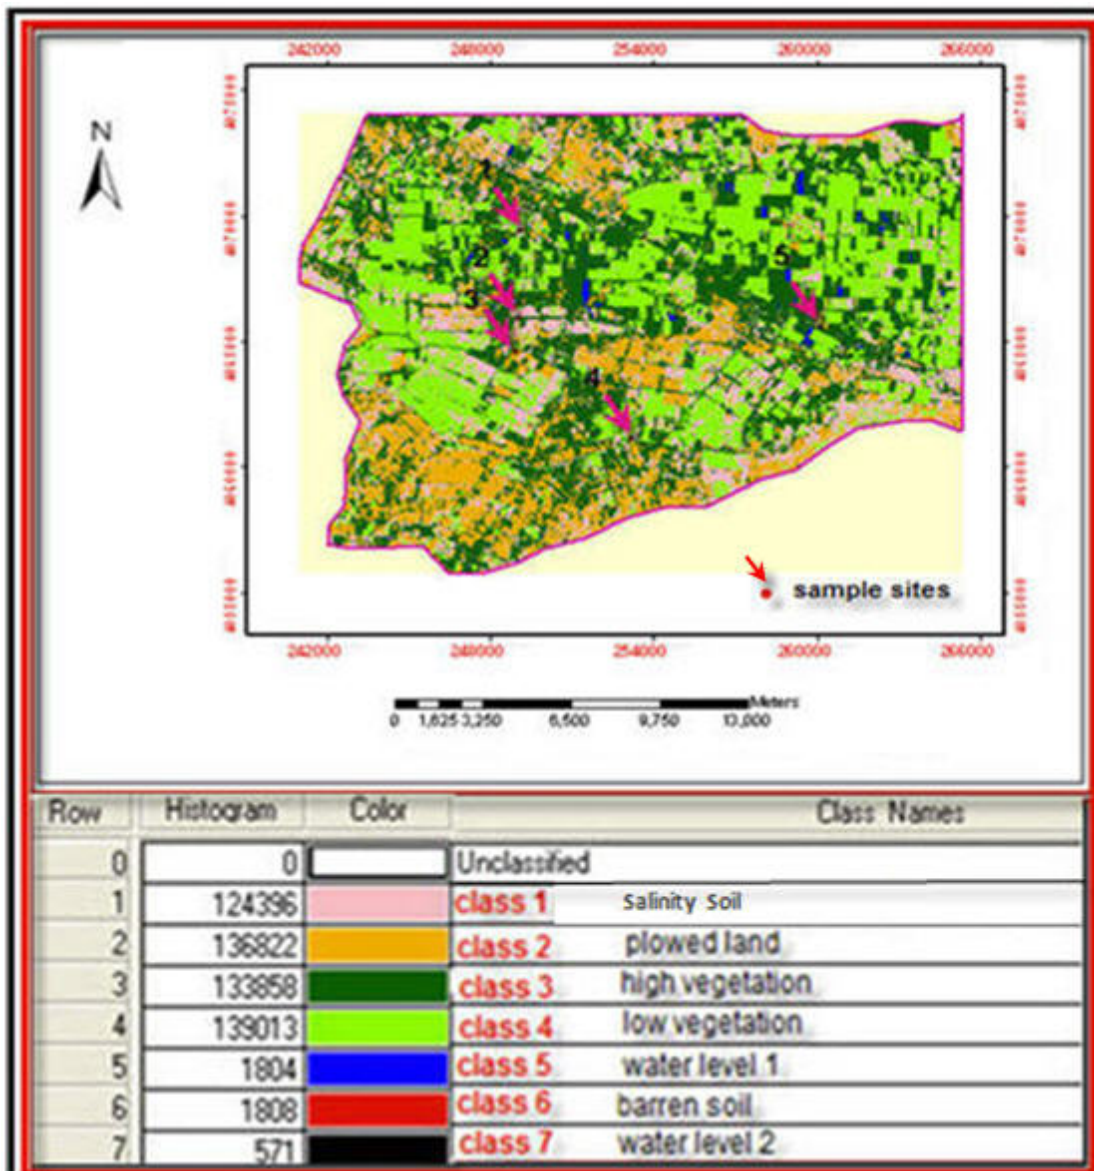 242000 248000 254000 260000 266000
N
1
2
3
4
5
sample sites
242000 248000 254000 260000 266000
Meters
0 1,625 3,250 6,500 9,750 13,000
Row Histogram Color Class Names
0 0 Unclassified
1 124396 class 1 Salinity Soil
2 136822 class 2 plowed land
3 133858 class 3 high vegetation
4 139013 class 4 low vegetation
5 1804 class 5 water level 1
6 1808 class 6 barren soil
7 571 class 7 water level 2